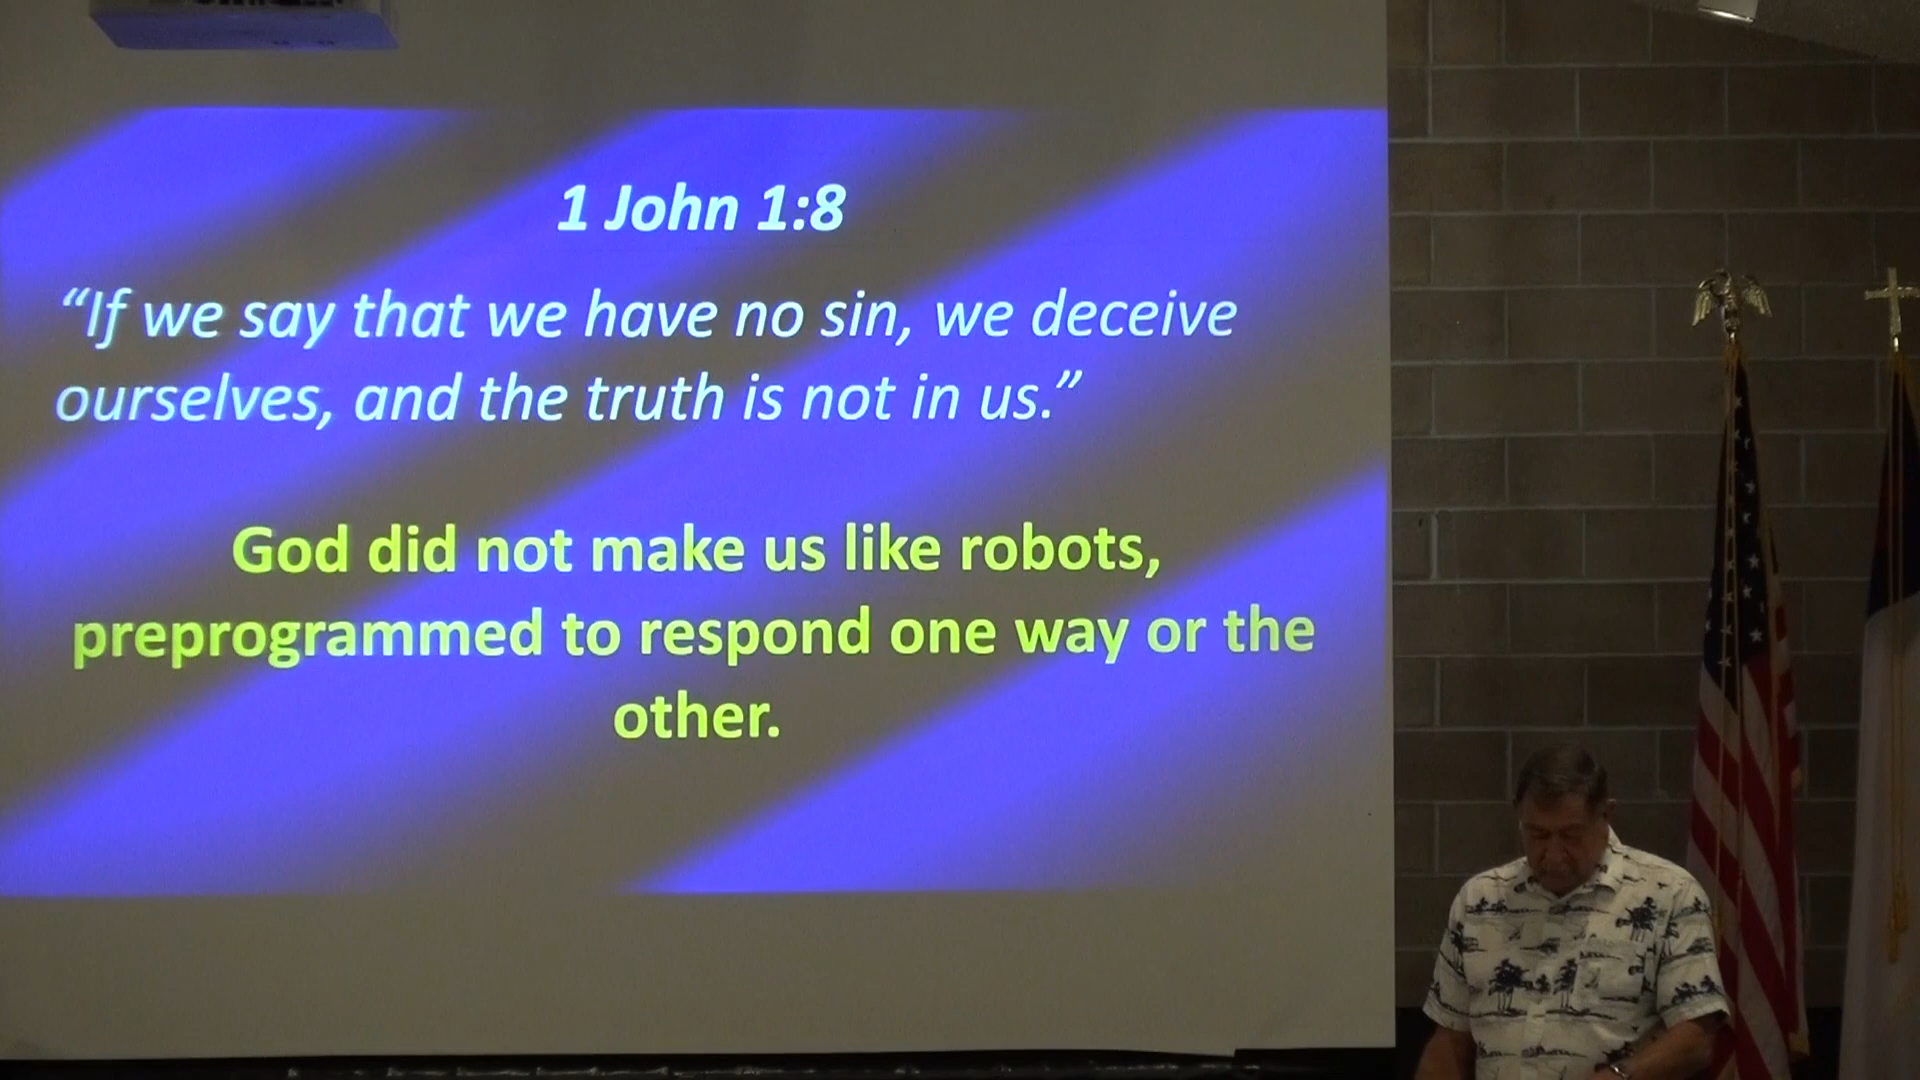 1 John 1:8
“If we say that we have no sin, we deceive
ourselves, and the truth is not in us.”
God did not make us like robots,
preprogrammed to respond one way or the
other.